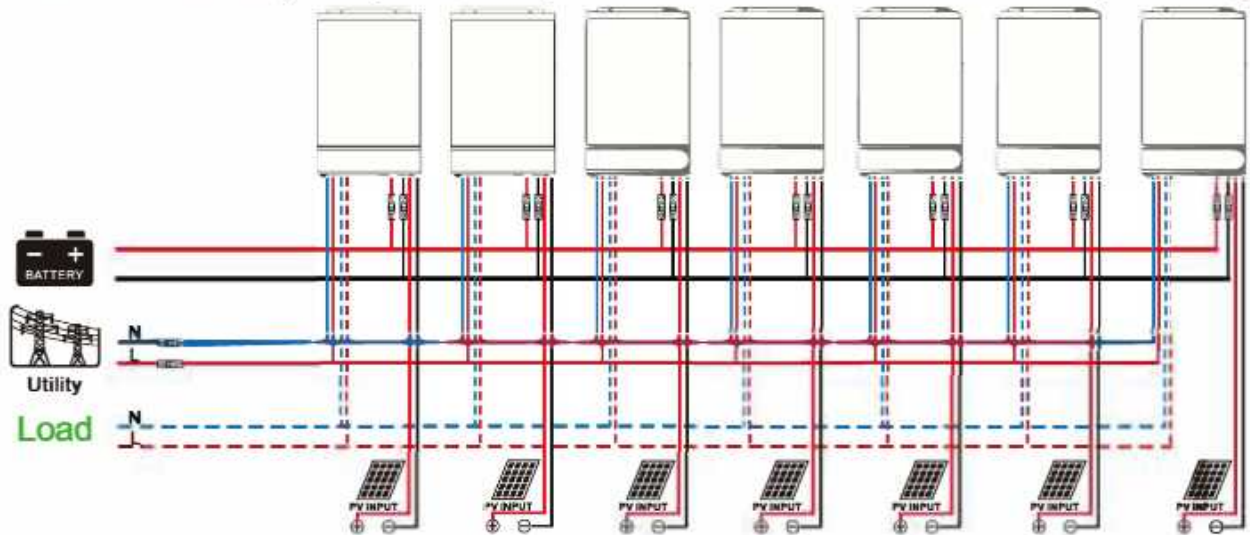 − +
BATTERY
N
L
Utility
Load
N
L
PV INPUT PV INPUT PV INPUT PV INPUT PV INPUT PV INPUT PV INPUT
⊕ ⊖ ⊕ ⊖ ⊕ ⊖ ⊕ ⊖ ⊕ ⊖ ⊕ ⊖ ⊕ ⊖